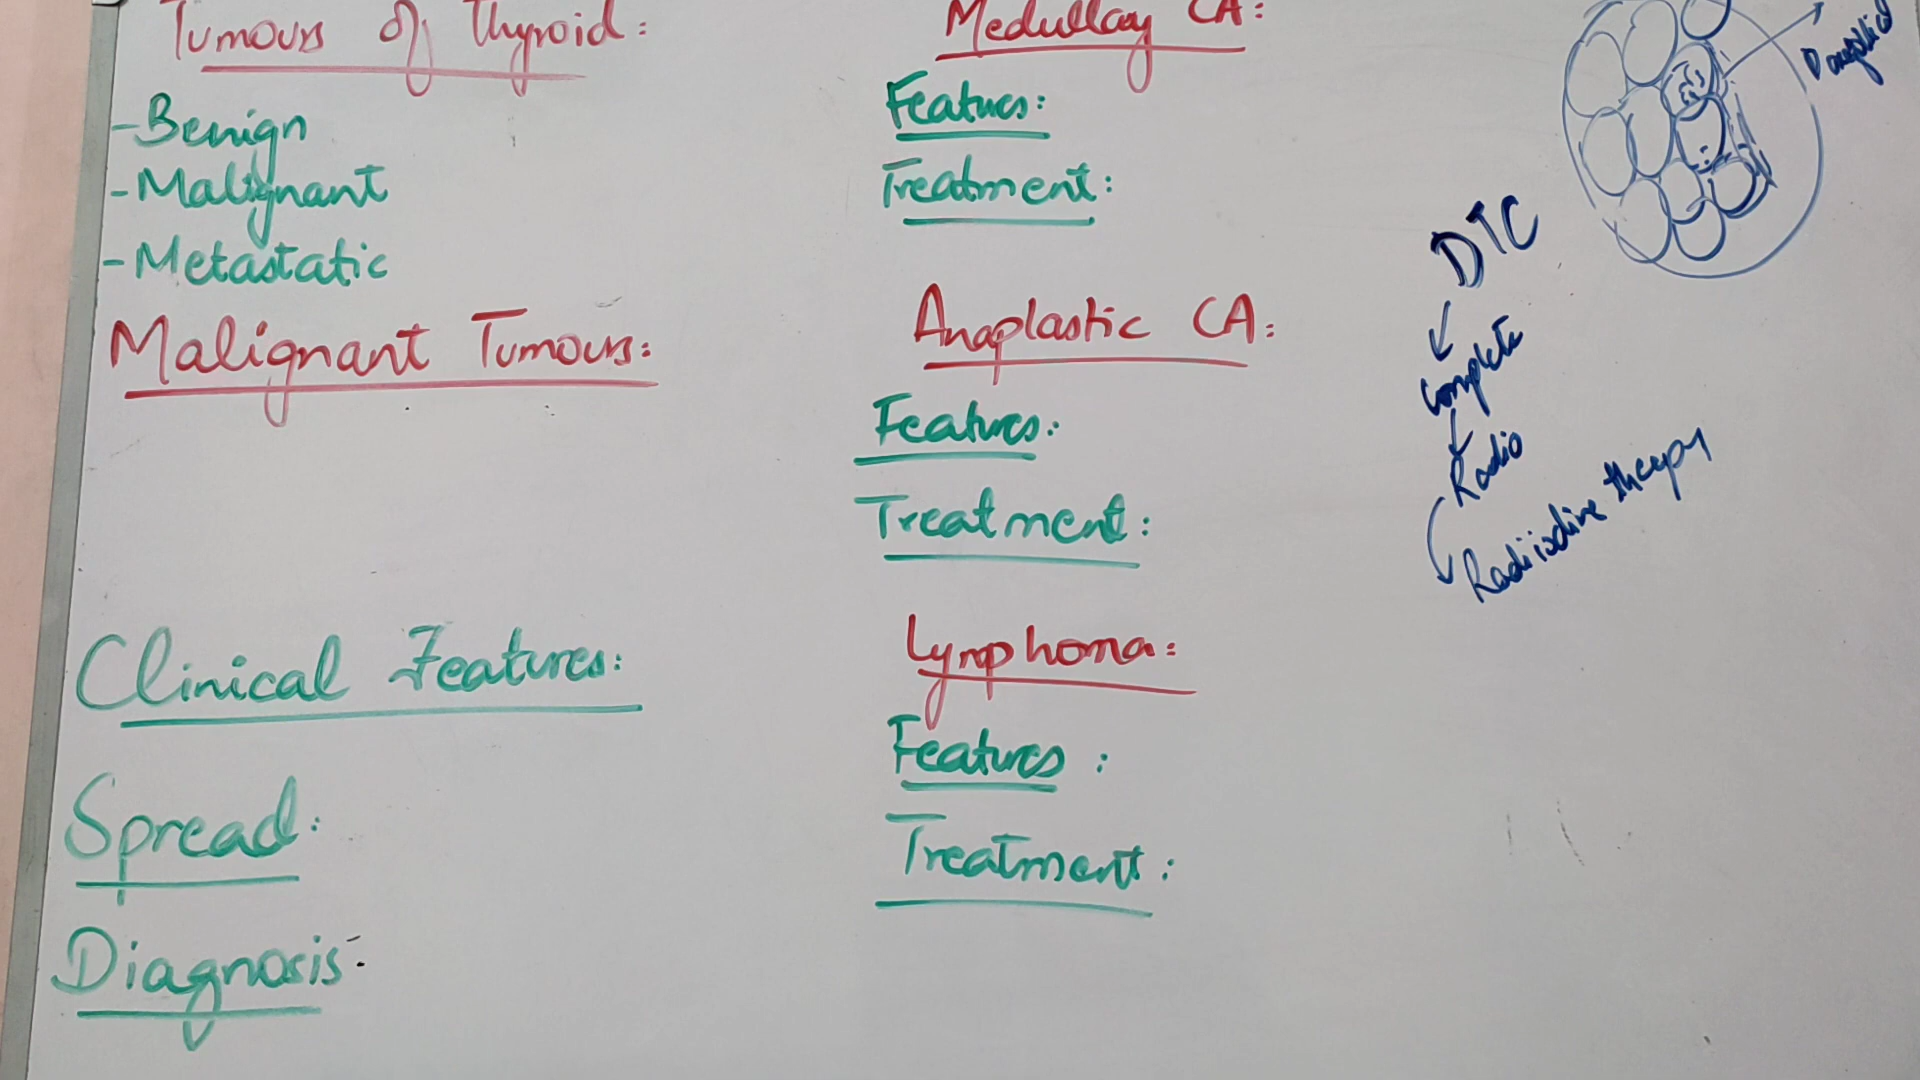 Tumours of Thyroid:
-Benign
-Malignant
-Metastatic
Malignant Tumours:
Clinical Features:
Spread:
Diagnosis:
Medullary CA:
Features:
Treatment:
Anaplastic CA:
Features:
Treatment:
Lymphoma:
Features:
Treatment:
DTC
Complete
Radio
Radiiodine therapy